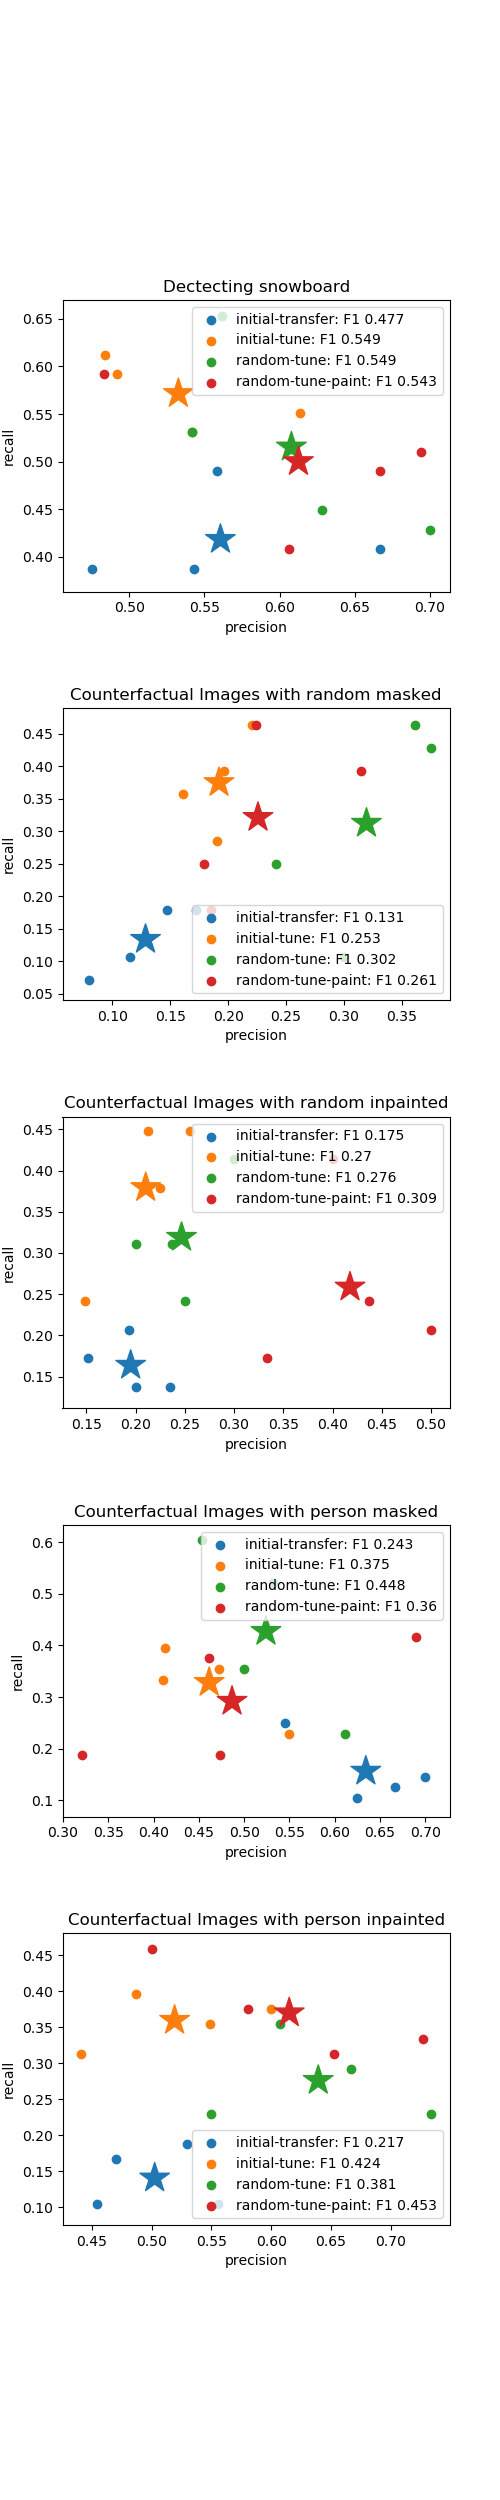 Dectecting snowboard
initial-transfer: F1 0.477
initial-tune: F1 0.549
random-tune: F1 0.549
random-tune-paint: F1 0.543
0.65
0.60
0.55
0.50
0.45
0.40
recall
0.50 0.55 0.60 0.65 0.70
precision
Counterfactual Images with random masked
0.45
0.40
0.35
0.30
0.25
0.20
0.15
0.10
0.05
recall
initial-transfer: F1 0.131
initial-tune: F1 0.253
random-tune: F1 0.302
random-tune-paint: F1 0.261
0.10 0.15 0.20 0.25 0.30 0.35
precision
Counterfactual Images with random inpainted
initial-transfer: F1 0.175
initial-tune: F1 0.27
random-tune: F1 0.276
random-tune-paint: F1 0.309
0.45
0.40
0.35
0.30
0.25
0.20
0.15
recall
0.15 0.20 0.25 0.30 0.35 0.40 0.45 0.50
precision
Counterfactual Images with person masked
initial-transfer: F1 0.243
initial-tune: F1 0.375
random-tune: F1 0.448
random-tune-paint: F1 0.36
0.6
0.5
0.4
0.3
0.2
0.1
recall
0.30 0.35 0.40 0.45 0.50 0.55 0.60 0.65 0.70
precision
Counterfactual Images with person inpainted
0.45
0.40
0.35
0.30
0.25
0.20
0.15
0.10
recall
initial-transfer: F1 0.217
initial-tune: F1 0.424
random-tune: F1 0.381
random-tune-paint: F1 0.453
0.45 0.50 0.55 0.60 0.65 0.70
precision